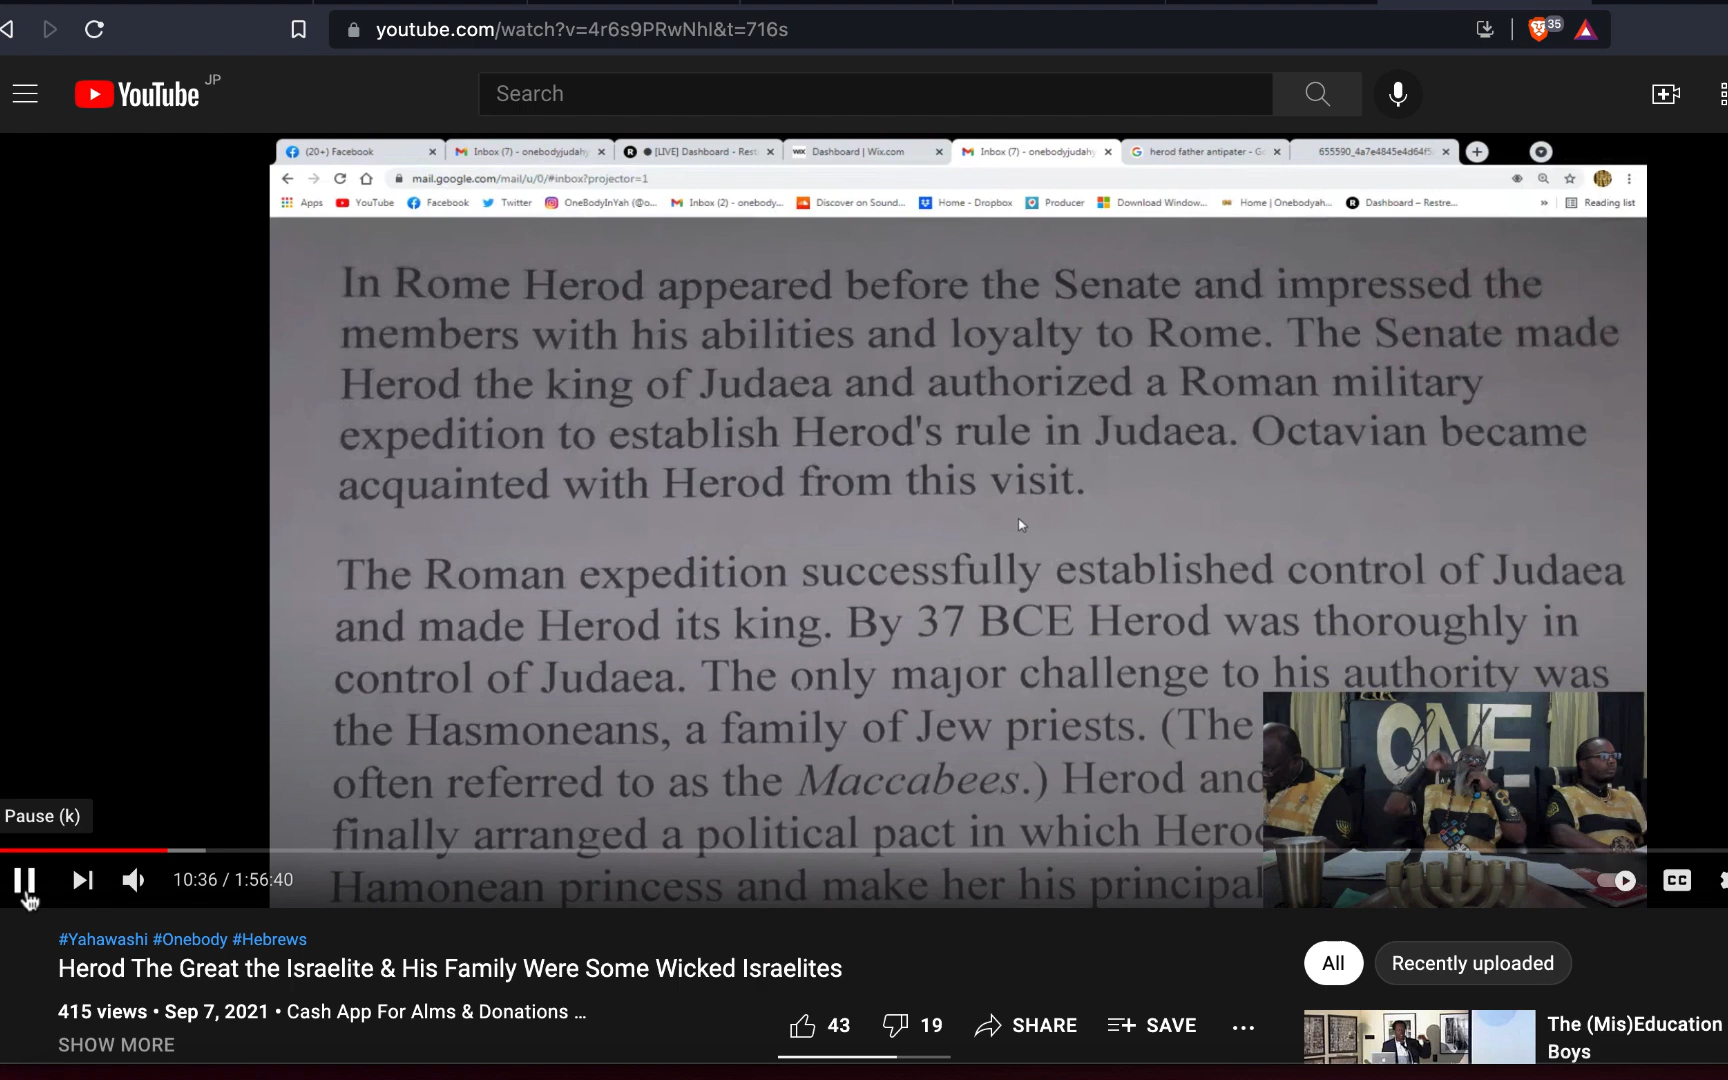 youtube.com/watch?v=4r6s9PRwNhI&t=716s
35
YouTube JP
Search
(20+) Facebook
Inbox (7) - onebodyjudah
[LIVE] Dashboard - Rest
WIX Dashboard | Wix.com
Inbox (7) - onebodyjudah
herod father antipater - G
655590_4a7e4845e4d64f5
mail.google.com/mail/u/0/#inbox?projector=1
Apps
YouTube
Facebook
Twitter
OneBodyInYah (@o...
Inbox (2) - onebody...
Discover on Sound...
Home - Dropbox
Producer
Download Window...
Home | Onebodyah...
Dashboard – Restre...
»
Reading list
In Rome Herod appeared before the Senate and impressed the
members with his abilities and loyalty to Rome. The Senate made
Herod the king of Judaea and authorized a Roman military
expedition to establish Herod's rule in Judaea. Octavian became
acquainted with Herod from this visit.
The Roman expedition successfully established control of Judaea
and made Herod its king. By 37 BCE Herod was thoroughly in
control of Judaea. The only major challenge to his authority was
the Hasmoneans, a family of Jew priests. (The
often referred to as the Maccabees.) Herod and
finally arranged a political pact in which Herod
Hamonean princess and make her his principal
ONE
Pause (k)
10:36 / 1:56:40
CC
#Yahawashi #Onebody #Hebrews
Herod The Great the Israelite & His Family Were Some Wicked Israelites
415 views • Sep 7, 2021 • Cash App For Alms & Donations ...
SHOW MORE
43
19
SHARE
SAVE
...
All
Recently uploaded
The (Mis)Education
Boys